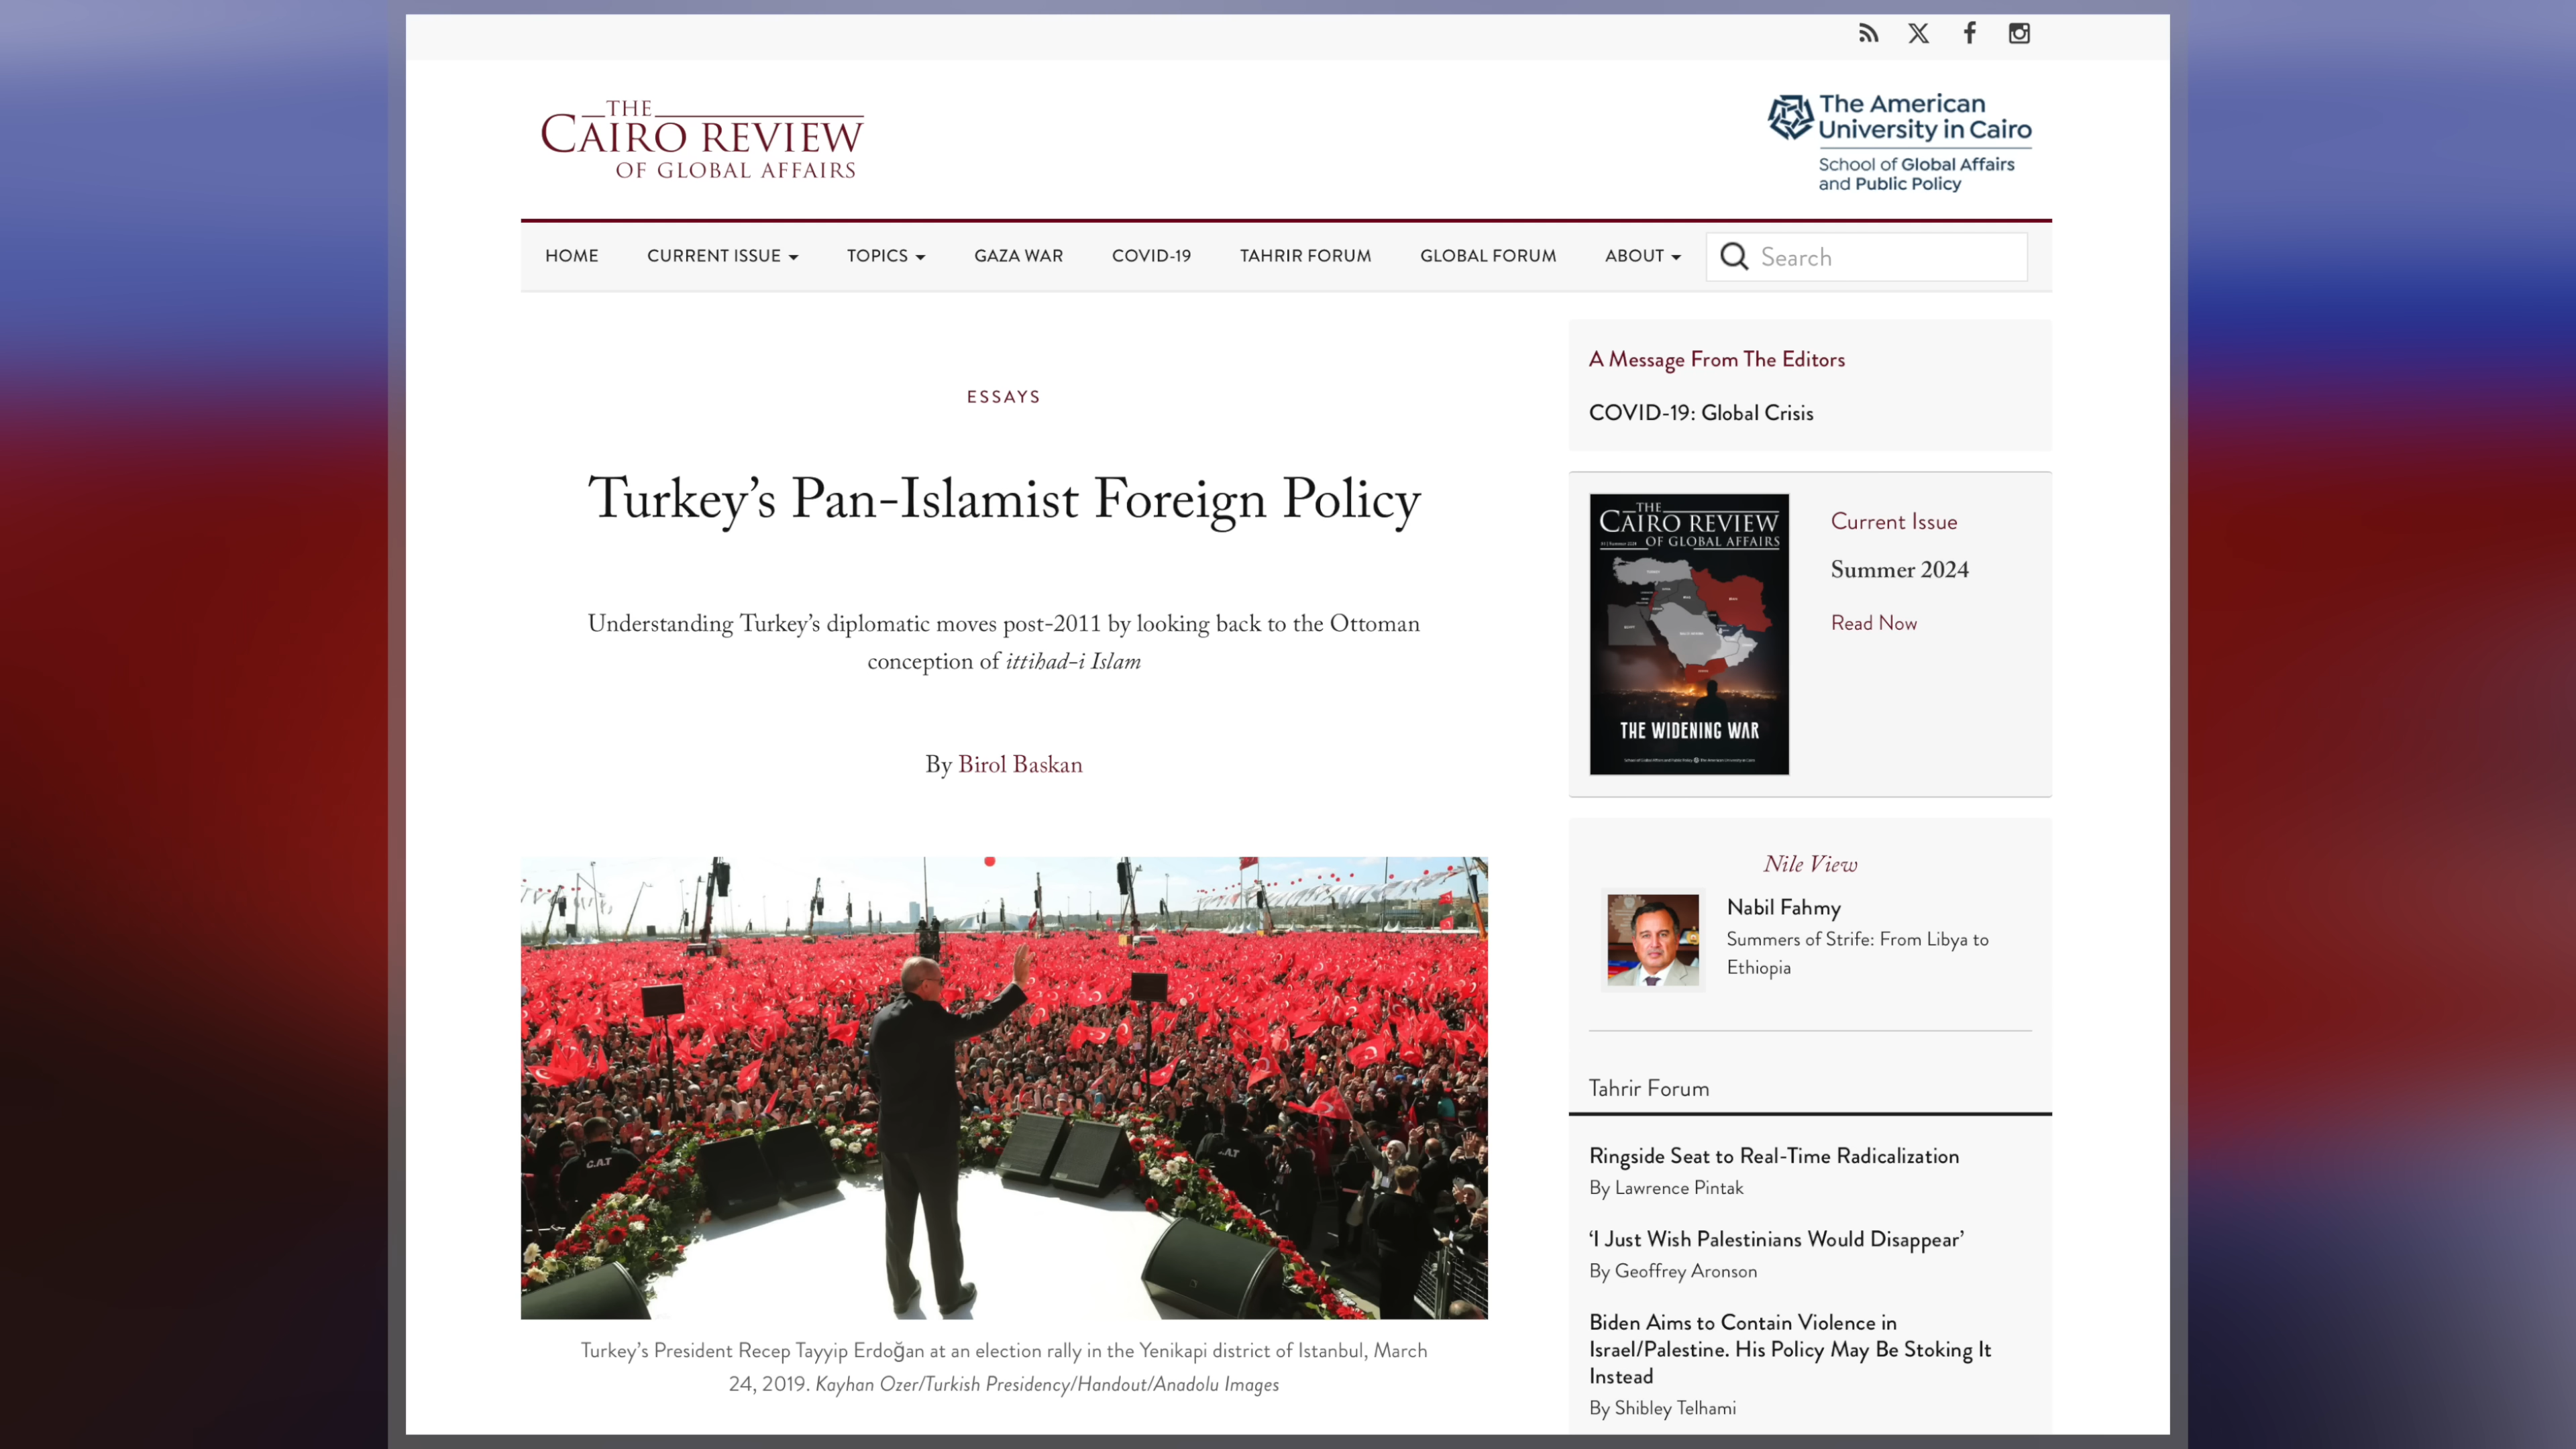 THE
CAIRO REVIEW
OF GLOBAL AFFAIRS
The American
University in Cairo
School of Global Affairs
and Public Policy
HOME CURRENT ISSUE TOPICS GAZA WAR COVID-19 TAHRIR FORUM GLOBAL FORUM ABOUT Search
ESSAYS
Turkey’s Pan-Islamist Foreign Policy
Understanding Turkey’s diplomatic moves post-2011 by looking back to the Ottoman
conception of ittihad-i Islam
By Birol Baskan
C.A.T
Turkey’s President Recep Tayyip Erdoğan at an election rally in the Yenikapi district of Istanbul, March
24, 2019. Kayhan Ozer/Turkish Presidency/Handout/Anadolu Images
A Message From The Editors
COVID-19: Global Crisis
THE
CAIRO REVIEW
OF GLOBAL AFFAIRS
THE WIDENING WAR
Current Issue
Summer 2024
Read Now
Nile View
Nabil Fahmy
Summers of Strife: From Libya to
Ethiopia
Tahrir Forum
Ringside Seat to Real-Time Radicalization
By Lawrence Pintak
‘I Just Wish Palestinians Would Disappear’
By Geoffrey Aronson
Biden Aims to Contain Violence in
Israel/Palestine. His Policy May Be Stoking It
Instead
By Shibley Telhami